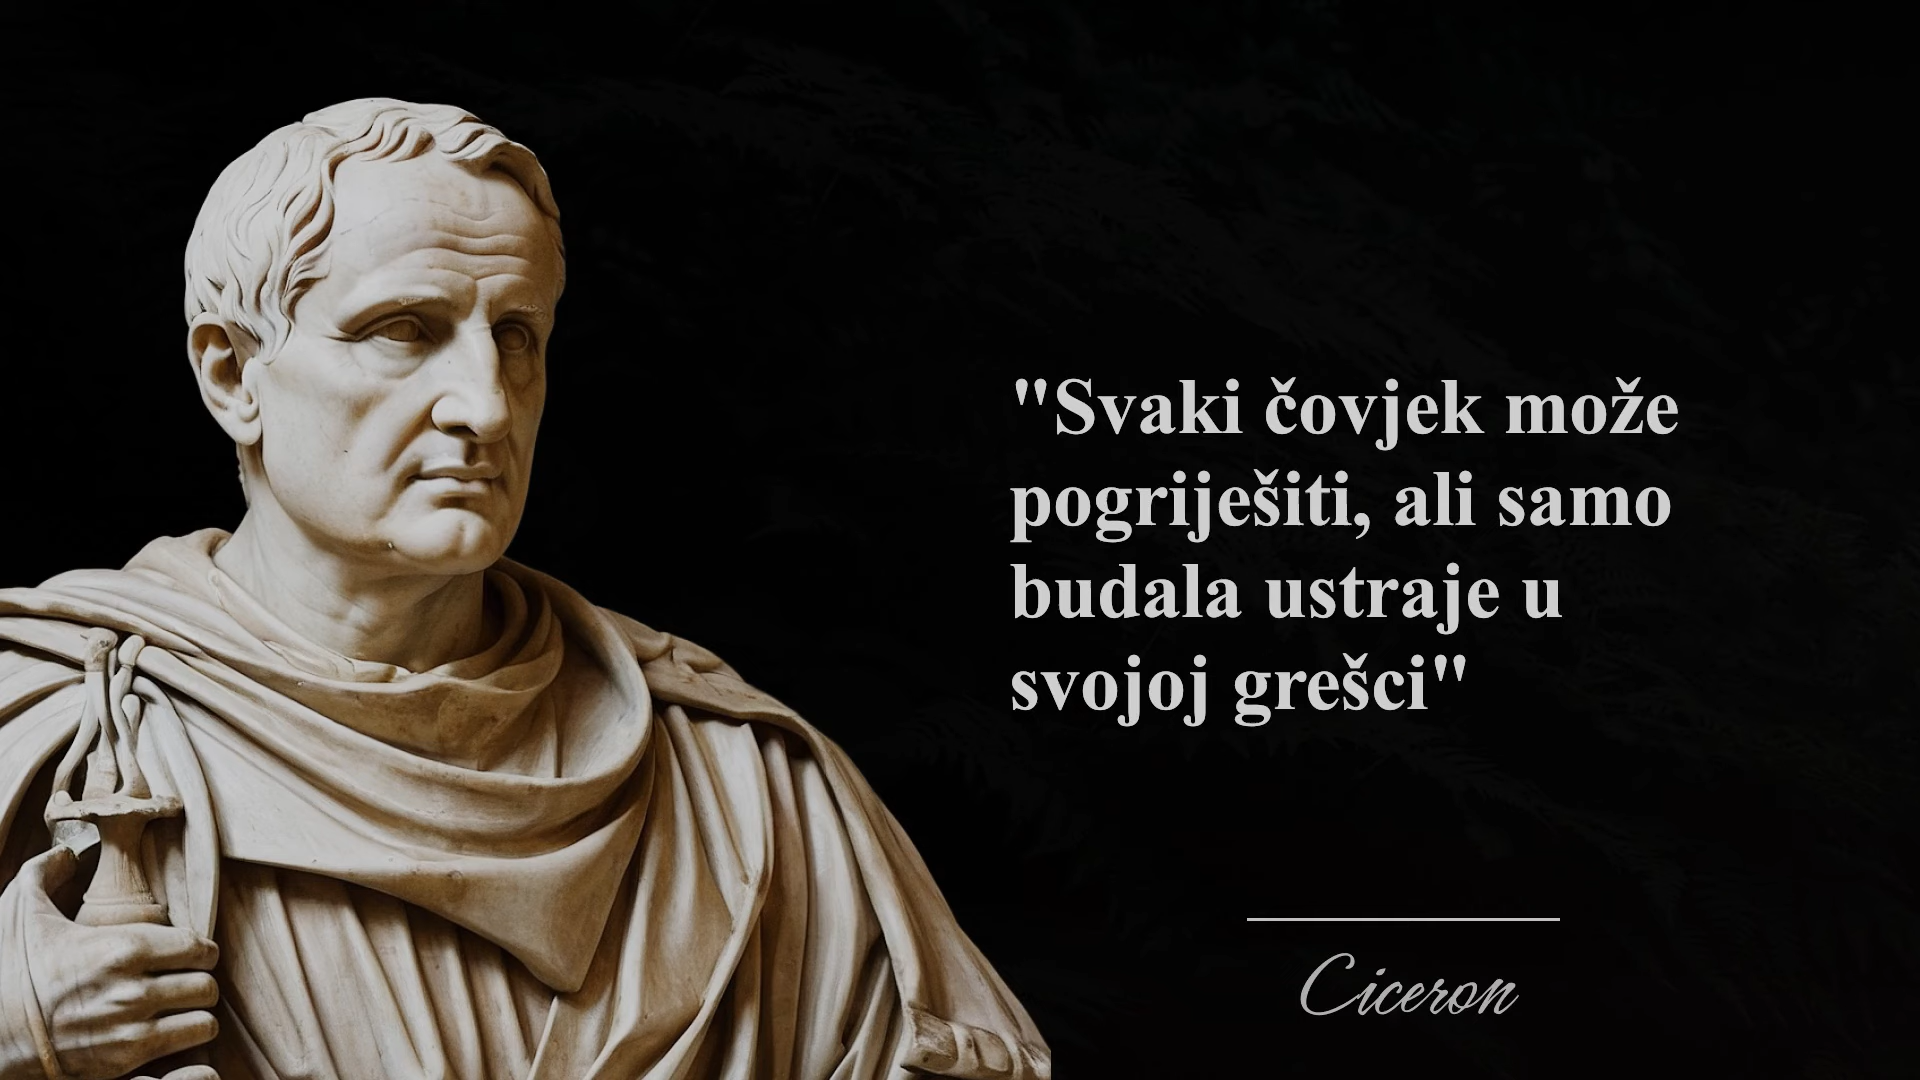 "Svaki čovjek može
pogriješiti, ali samo
budala ustraje u
svojoj grešci"
Ciceron